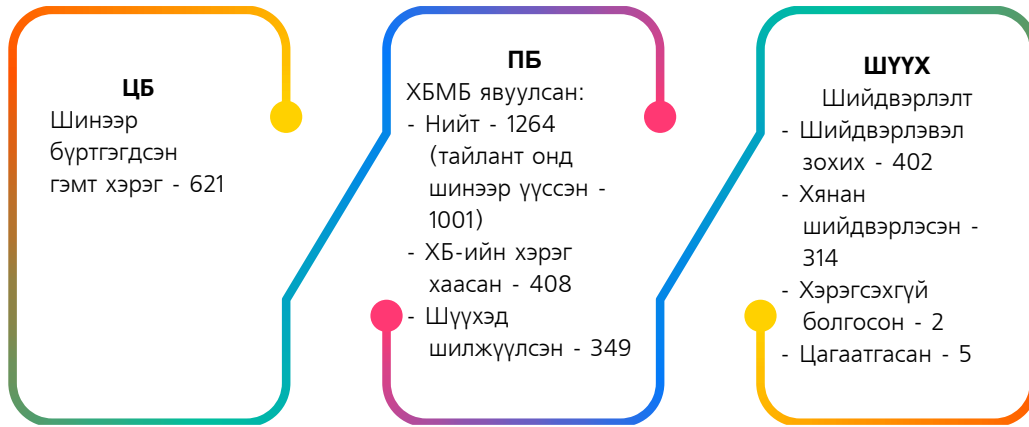 ЦБ
Шинээр
бүртгэгдсэн
гэмт хэрэг - 621
ПБ
ХБМБ явуулсан:
- Нийт - 1264
(тайлант онд
шинээр үүссэн -
1001)
- ХБ-ийн хэрэг
хаасан - 408
- Шүүхэд
шилжүүлсэн - 349
ШҮҮХ
Шийдвэрлэлт
- Шийдвэрлэвэл
зохих - 402
- Хянан
шийдвэрлэсэн -
314
- Хэрэгсэхгүй
болгосон - 2
- Цагаатгасан - 5